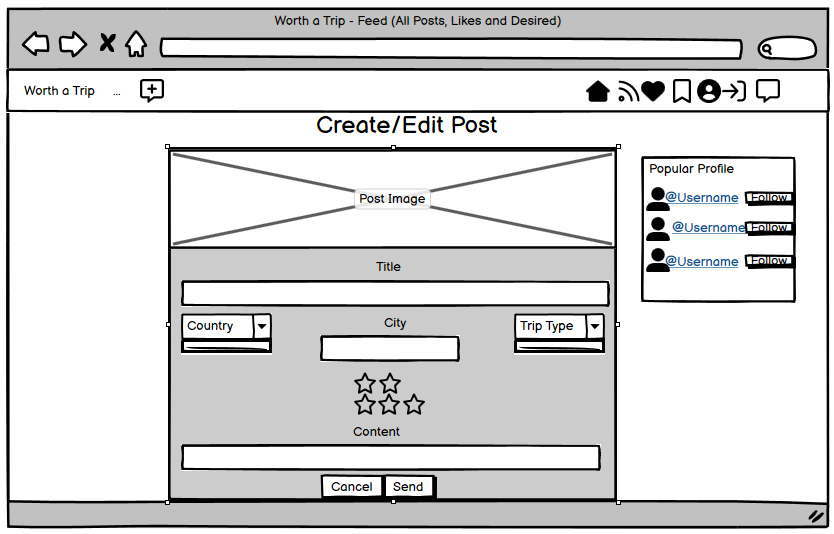 Worth a Trip - Feed (All Posts, Likes and Desired)
Worth a Trip ...
Create/Edit Post
Popular Profile
@Username Follow
@Username Follow
@Username Follow
Post Image
Title
Country
City
Trip Type
Content
Cancel Send